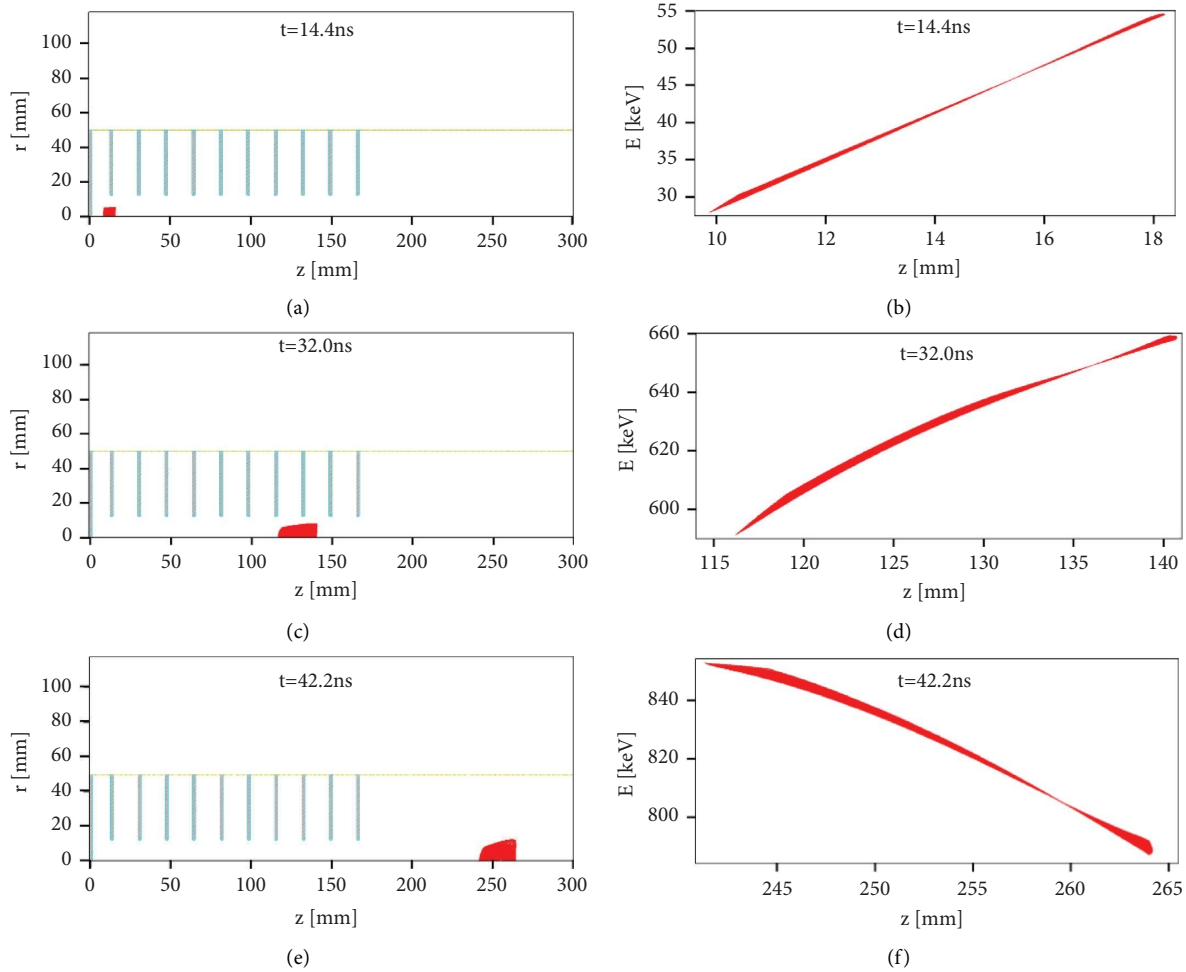 t=14.4ns
100
80
60
40
20
0
r [mm]
0 50 100 150 200 250 300
z [mm]
(a)
t=14.4ns
55
50
45
40
35
30
E [keV]
10 12 14 16 18
z [mm]
(b)
t=32.0ns
100
80
60
40
20
0
r [mm]
0 50 100 150 200 250 300
z [mm]
(c)
t=32.0ns
660
640
620
600
E [keV]
115 120 125 130 135 140
z [mm]
(d)
t=42.2ns
100
80
60
40
20
0
r [mm]
0 50 100 150 200 250 300
z [mm]
(e)
t=42.2ns
840
820
800
E [keV]
245 250 255 260 265
z [mm]
(f)